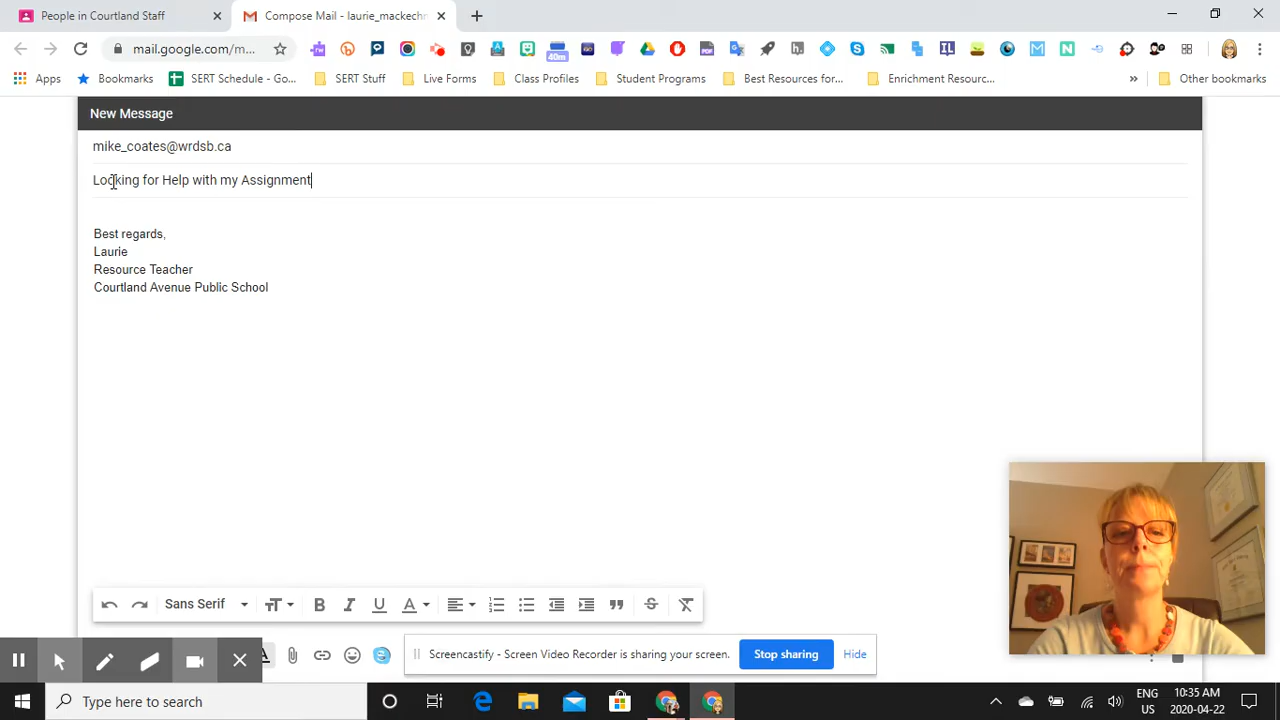 People in Courtland Staff
Compose Mail - laurie_mackechn
mail.google.com/m...
40m
Apps
Bookmarks
SERT Schedule - Go...
SERT Stuff
Live Forms
Class Profiles
Student Programs
Best Resources for...
Enrichment Resourc...
Other bookmarks
New Message
mike_coates@wrdsb.ca
Looking for Help with my Assignment
Best regards,
Laurie
Resource Teacher
Courtland Avenue Public School
Sans Serif
Screencastify - Screen Video Recorder is sharing your screen.
Stop sharing
Hide
Type here to search
ENG
US
10:35 AM
2020-04-22